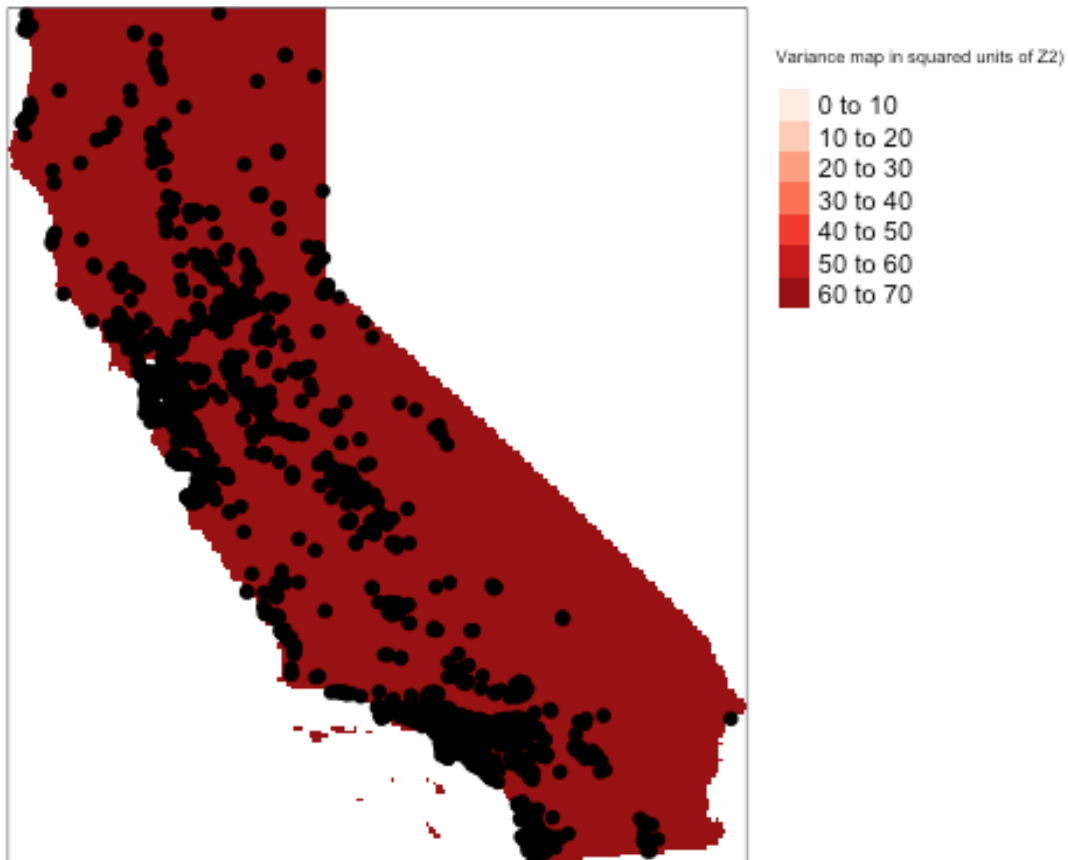 Variance map in squared units of Z2)
0 to 10
10 to 20
20 to 30
30 to 40
40 to 50
50 to 60
60 to 70